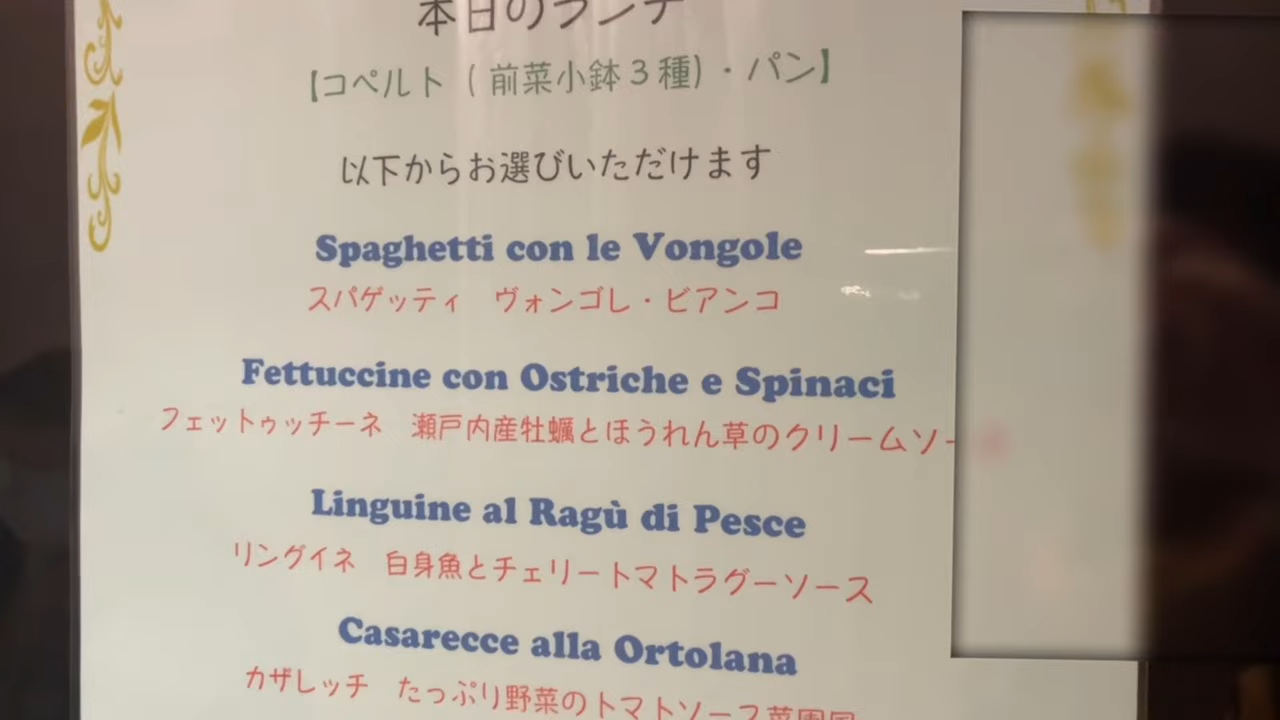 本日のランチ
【コペルト（前菜小鉢３種)・パン】
以下からお選びいただけます
Spaghetti con le Vongole
スパゲッティ　ヴォンゴレ・ビアンコ
Fettuccine con Ostriche e Spinaci
フェットゥッチーネ　瀬戸内産牡蠣とほうれん草のクリームソー
Linguine al Ragù di Pesce
リングイネ　白身魚とチェリートマトラグーソース
Casarecce alla Ortolana
カザレッチ　たっぷり野菜のトマトソース菜園風